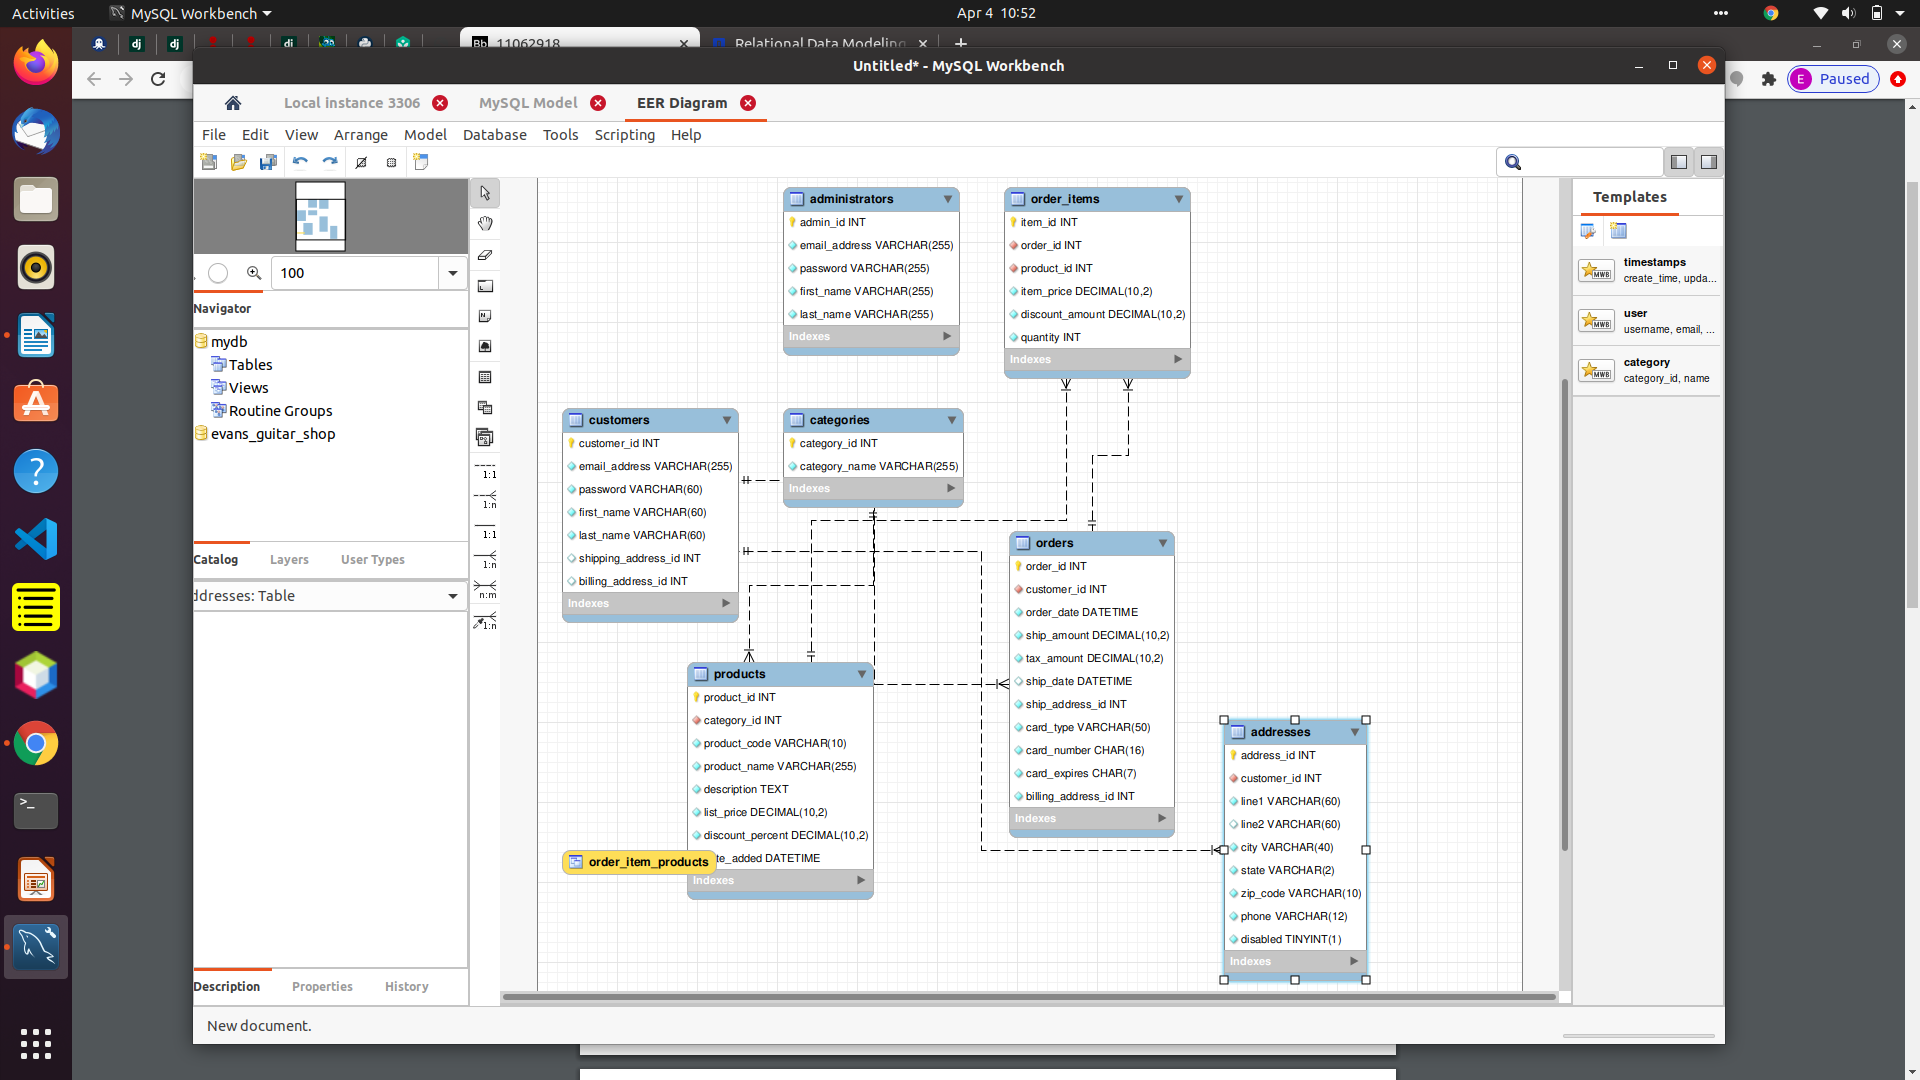 Activities
MySQL Workbench
Apr 4 10:52
Bb 11062918
Relational Data Modeling
E Paused
Untitled* - MySQL Workbench
Local instance 3306
MySQL Model
EER Diagram
File Edit View Arrange Model Database Tools Scripting Help
100
Navigator
mydb
Tables
Views
Routine Groups
evans_guitar_shop
Catalog Layers User Types
ddresses: Table
Description Properties History
New document.
1:1
1:n
1:1
1:n
n:m
1:n
administrators
admin_id INT
email_address VARCHAR(255)
password VARCHAR(255)
first_name VARCHAR(255)
last_name VARCHAR(255)
Indexes
order_items
item_id INT
order_id INT
product_id INT
item_price DECIMAL(10,2)
discount_amount DECIMAL(10,2)
quantity INT
Indexes
customers
customer_id INT
email_address VARCHAR(255)
password VARCHAR(60)
first_name VARCHAR(60)
last_name VARCHAR(60)
shipping_address_id INT
billing_address_id INT
Indexes
categories
category_id INT
category_name VARCHAR(255)
Indexes
orders
order_id INT
customer_id INT
order_date DATETIME
ship_amount DECIMAL(10,2)
tax_amount DECIMAL(10,2)
ship_date DATETIME
ship_address_id INT
card_type VARCHAR(50)
card_number CHAR(16)
card_expires CHAR(7)
billing_address_id INT
Indexes
products
product_id INT
category_id INT
product_code VARCHAR(10)
product_name VARCHAR(255)
description TEXT
list_price DECIMAL(10,2)
discount_percent DECIMAL(10,2)
te_added DATETIME
Indexes
order_item_products
addresses
address_id INT
customer_id INT
line1 VARCHAR(60)
line2 VARCHAR(60)
city VARCHAR(40)
state VARCHAR(2)
zip_code VARCHAR(10)
phone VARCHAR(12)
disabled TINYINT(1)
Indexes
Templates
MWB
timestamps
create_time, upda...
MWB
user
username, email, ...
MWB
category
category_id, name